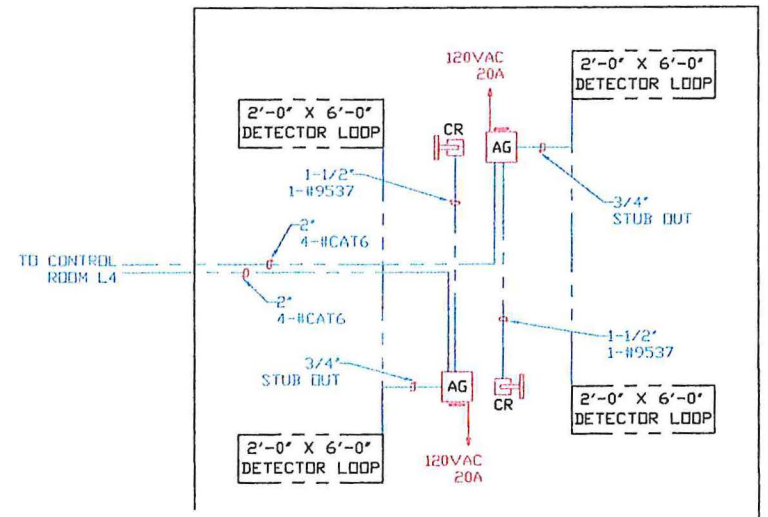 120VAC
20A
2'-0" X 6'-0"
DETECTOR LOOP
2'-0" X 6'-0"
DETECTOR LOOP
CR
AG
1-1/2"
1-#9537
3/4"
STUB OUT
2"
4-#CAT6
TO CONTROL
ROOM L4
2"
4-#CAT6
1-1/2"
1-#9537
3/4"
STUB OUT
AG
CR
2'-0" X 6'-0"
DETECTOR LOOP
2'-0" X 6'-0"
DETECTOR LOOP
120VAC
20A